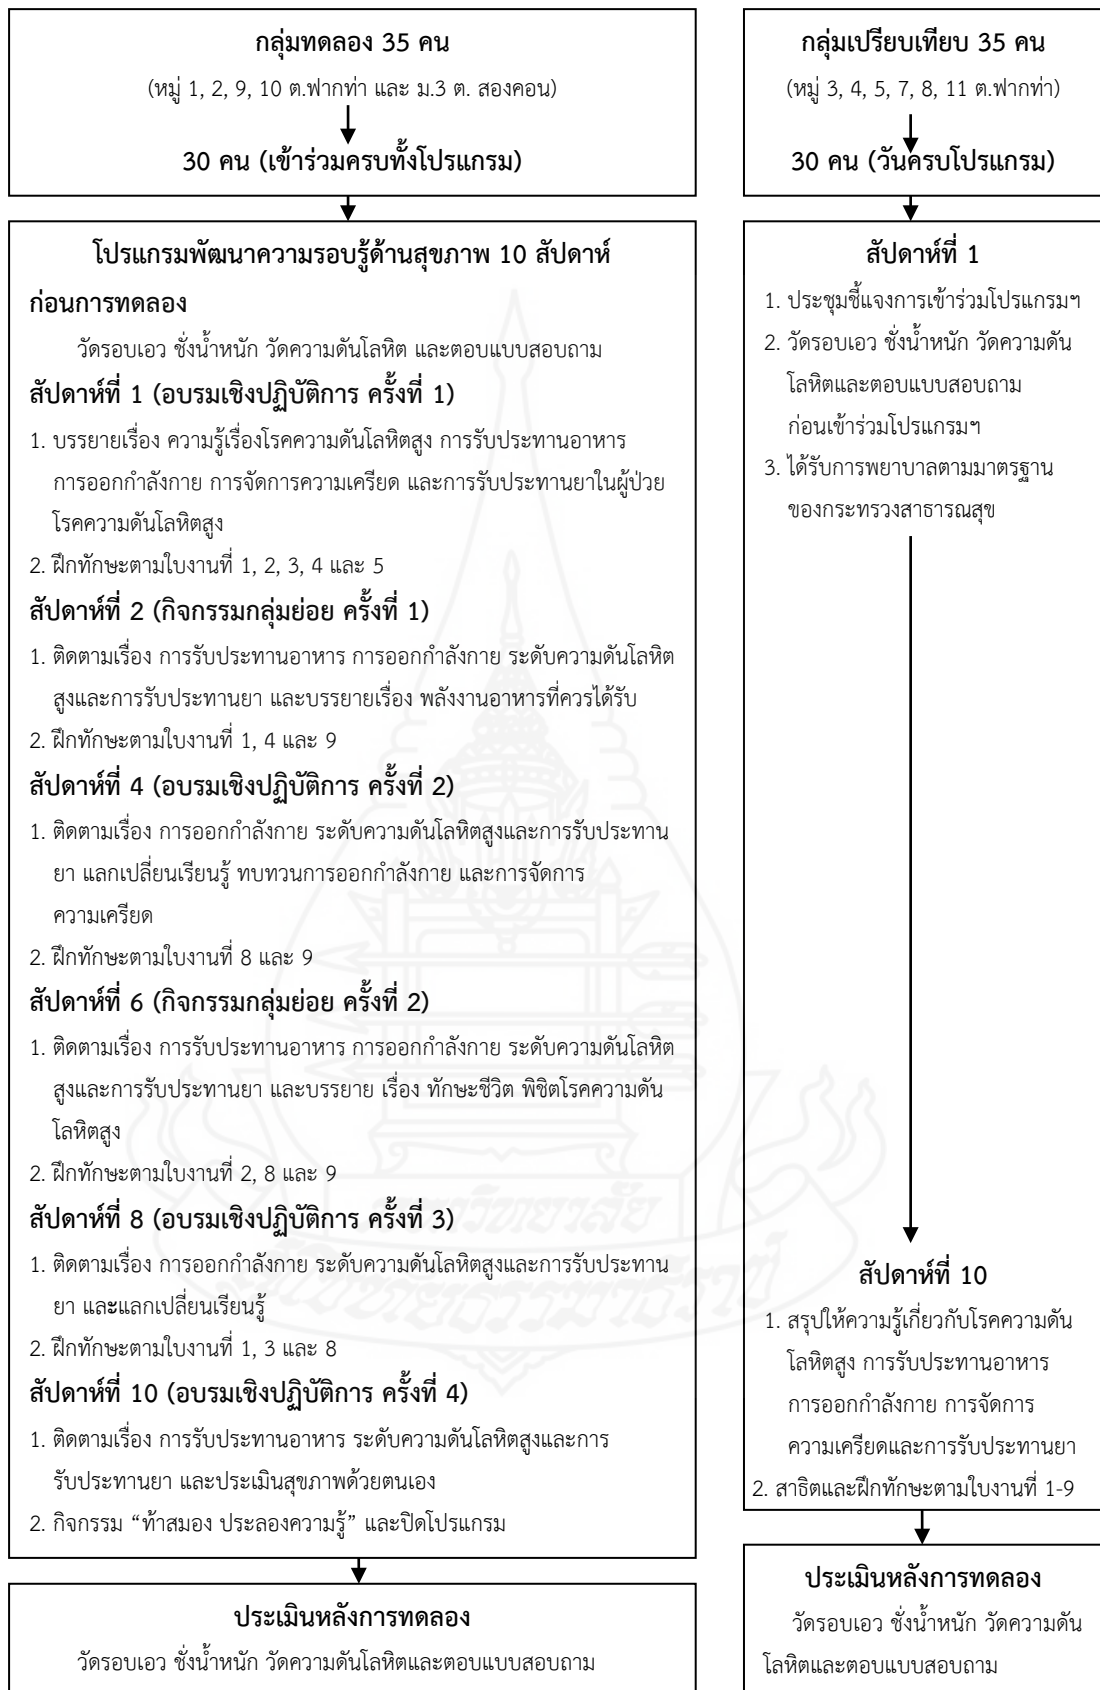 กลุ่มทดลอง 35 คน
(หมู่ 1, 2, 9, 10 ต.ฟากท่า และ ม.3 ต. สองคอน)
30 คน (เข้าร่วมครบทั้งโปรแกรม)
โปรแกรมพัฒนาความรอบรู้ด้านสุขภาพ 10 สัปดาห์
ก่อนการทดลอง
วัดรอบเอว ชั่งน้ำหนัก วัดความดันโลหิต และตอบแบบสอบถาม
สัปดาห์ที่ 1 (อบรมเชิงปฏิบัติการ ครั้งที่ 1)
1. บรรยายเรื่อง ความรู้เรื่องโรคความดันโลหิตสูง การรับประทานอาหาร
การออกกำลังกาย การจัดการความเครียด และการรับประทานยาในผู้ป่วย
โรคความดันโลหิตสูง
2. ฝึกทักษะตามใบงานที่ 1, 2, 3, 4 และ 5
สัปดาห์ที่ 2 (กิจกรรมกลุ่มย่อย ครั้งที่ 1)
1. ติดตามเรื่อง การรับประทานอาหาร การออกกำลังกาย ระดับความดันโลหิต
สูงและการรับประทานยา และบรรยายเรื่อง พลังงานอาหารที่ควรได้รับ
2. ฝึกทักษะตามใบงานที่ 1, 4 และ 9
สัปดาห์ที่ 4 (อบรมเชิงปฏิบัติการ ครั้งที่ 2)
1. ติดตามเรื่อง การออกกำลังกาย ระดับความดันโลหิตสูงและการรับประทาน
ยา แลกเปลี่ยนเรียนรู้ ทบทวนการออกกำลังกาย และการจัดการ
ความเครียด
2. ฝึกทักษะตามใบงานที่ 8 และ 9
สัปดาห์ที่ 6 (กิจกรรมกลุ่มย่อย ครั้งที่ 2)
1. ติดตามเรื่อง การรับประทานอาหาร การออกกำลังกาย ระดับความดันโลหิต
สูงและการรับประทานยา และบรรยาย เรื่อง ทักษะชีวิต พิชิตโรคความดัน
โลหิตสูง
2. ฝึกทักษะตามใบงานที่ 2, 8 และ 9
สัปดาห์ที่ 8 (อบรมเชิงปฏิบัติการ ครั้งที่ 3)
1. ติดตามเรื่อง การออกกำลังกาย ระดับความดันโลหิตสูงและการรับประทาน
ยา และแลกเปลี่ยนเรียนรู้
2. ฝึกทักษะตามใบงานที่ 1, 3 และ 8
สัปดาห์ที่ 10 (อบรมเชิงปฏิบัติการ ครั้งที่ 4)
1. ติดตามเรื่อง การรับประทานอาหาร ระดับความดันโลหิตสูงและการ
รับประทานยา และประเมินสุขภาพด้วยตนเอง
2. กิจกรรม “ท้าสมอง ประลองความรู้” และปิดโปรแกรม
ประเมินหลังการทดลอง
วัดรอบเอว ชั่งน้ำหนัก วัดความดันโลหิตและตอบแบบสอบถาม
กลุ่มเปรียบเทียบ 35 คน
(หมู่ 3, 4, 5, 7, 8, 11 ต.ฟากท่า)
30 คน (วันครบโปรแกรม)
สัปดาห์ที่ 1
1. ประชุมชี้แจงการเข้าร่วมโปรแกรมฯ
2. วัดรอบเอว ชั่งน้ำหนัก วัดความดัน
โลหิตและตอบแบบสอบถาม
ก่อนเข้าร่วมโปรแกรมฯ
3. ได้รับการพยาบาลตามมาตรฐาน
ของกระทรวงสาธารณสุข
สัปดาห์ที่ 10
1. สรุปให้ความรู้เกี่ยวกับโรคความดัน
โลหิตสูง การรับประทานอาหาร
การออกกำลังกาย การจัดการ
ความเครียดและการรับประทานยา
2. สาธิตและฝึกทักษะตามใบงานที่ 1-9
ประเมินหลังการทดลอง
วัดรอบเอว ชั่งน้ำหนัก วัดความดัน
โลหิตและตอบแบบสอบถาม
มหาวิทยาลัย
สุโขทัยธรรมาธิราช